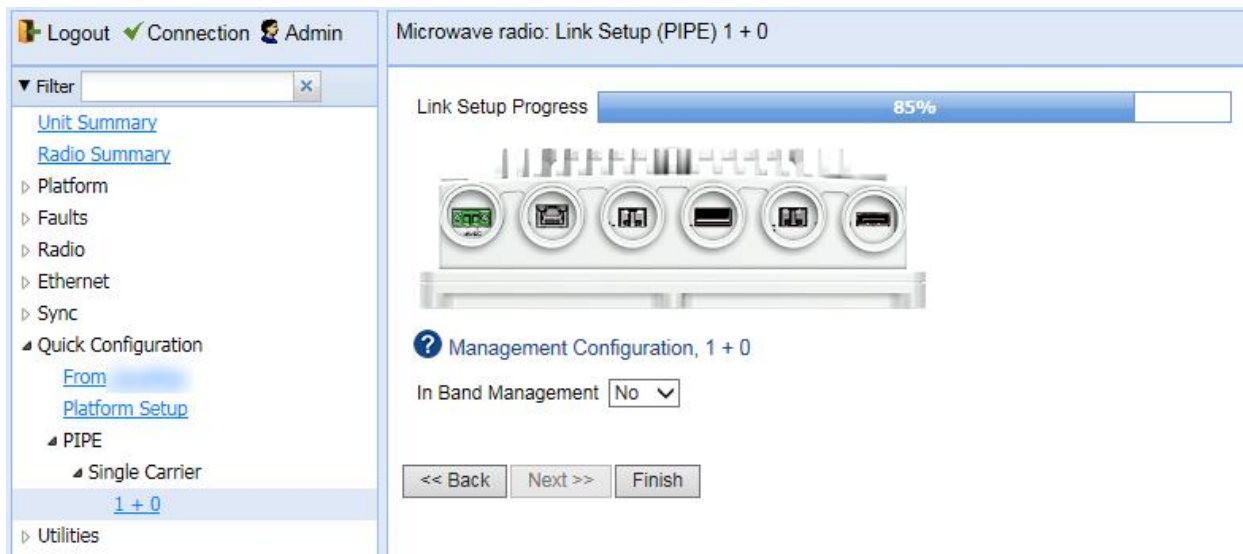 Logout Connection Admin
Filter
Unit Summary
Radio Summary
Platform
Faults
Radio
Ethernet
Sync
Quick Configuration
From
Platform Setup
PIPE
Single Carrier
1 + 0
Utilities
Microwave radio: Link Setup (PIPE) 1 + 0
Link Setup Progress 85%
? Management Configuration, 1 + 0
In Band Management No
<< Back Next >> Finish